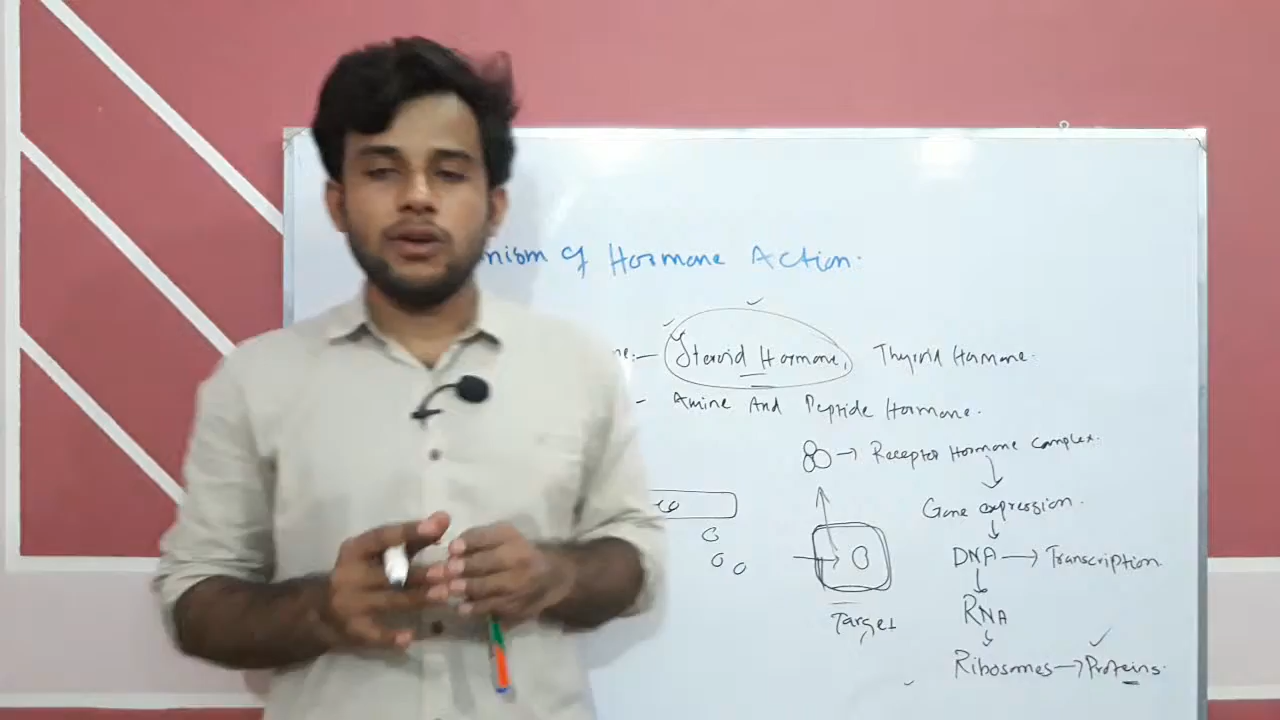 nism of Hormone Action.
ne:- Steroid Hormone, Thyroid Hormone.
- Amine And Peptide Hormone.
→ Receptor Hormone complex.
Gene expression.
DNA → Transcription
RNA
Target
Ribosomes → Proteins.